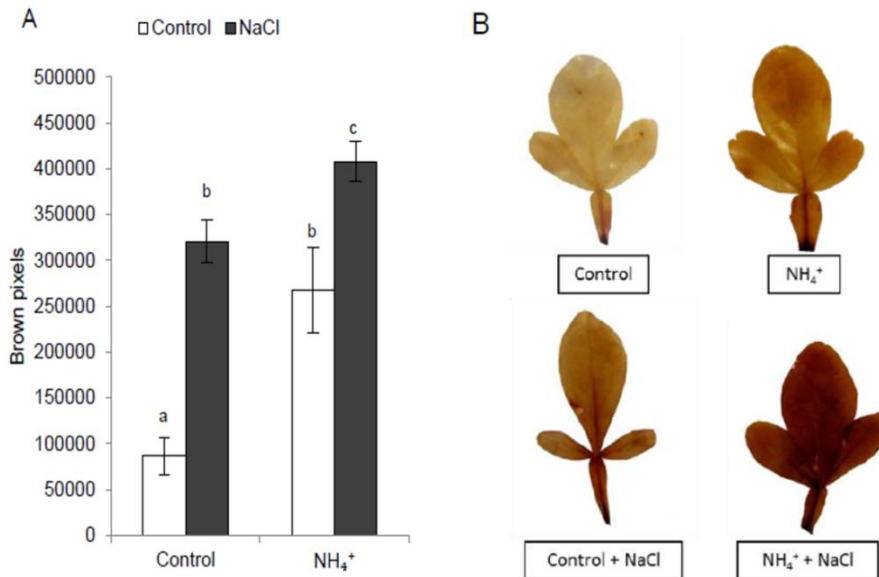 A
Control NaCl
Brown pixels
500000
450000
400000
350000
300000
250000
200000
150000
100000
50000
0
a
b
b
c
Control
NH₄⁺
B
Control
NH₄⁺
Control + NaCl
NH₄⁺ + NaCl